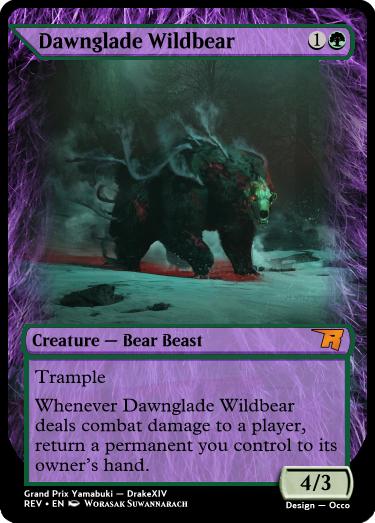 Dawnglade Wildbear 1
Creature — Bear Beast
Trample
Whenever Dawnglade Wildbear
deals combat damage to a player,
return a permanent you control to its
owner's hand.
4/3
Grand Prix Yamabuki — DrakeXIV
REV • EN Worasak Suwannarach
Design — Occo